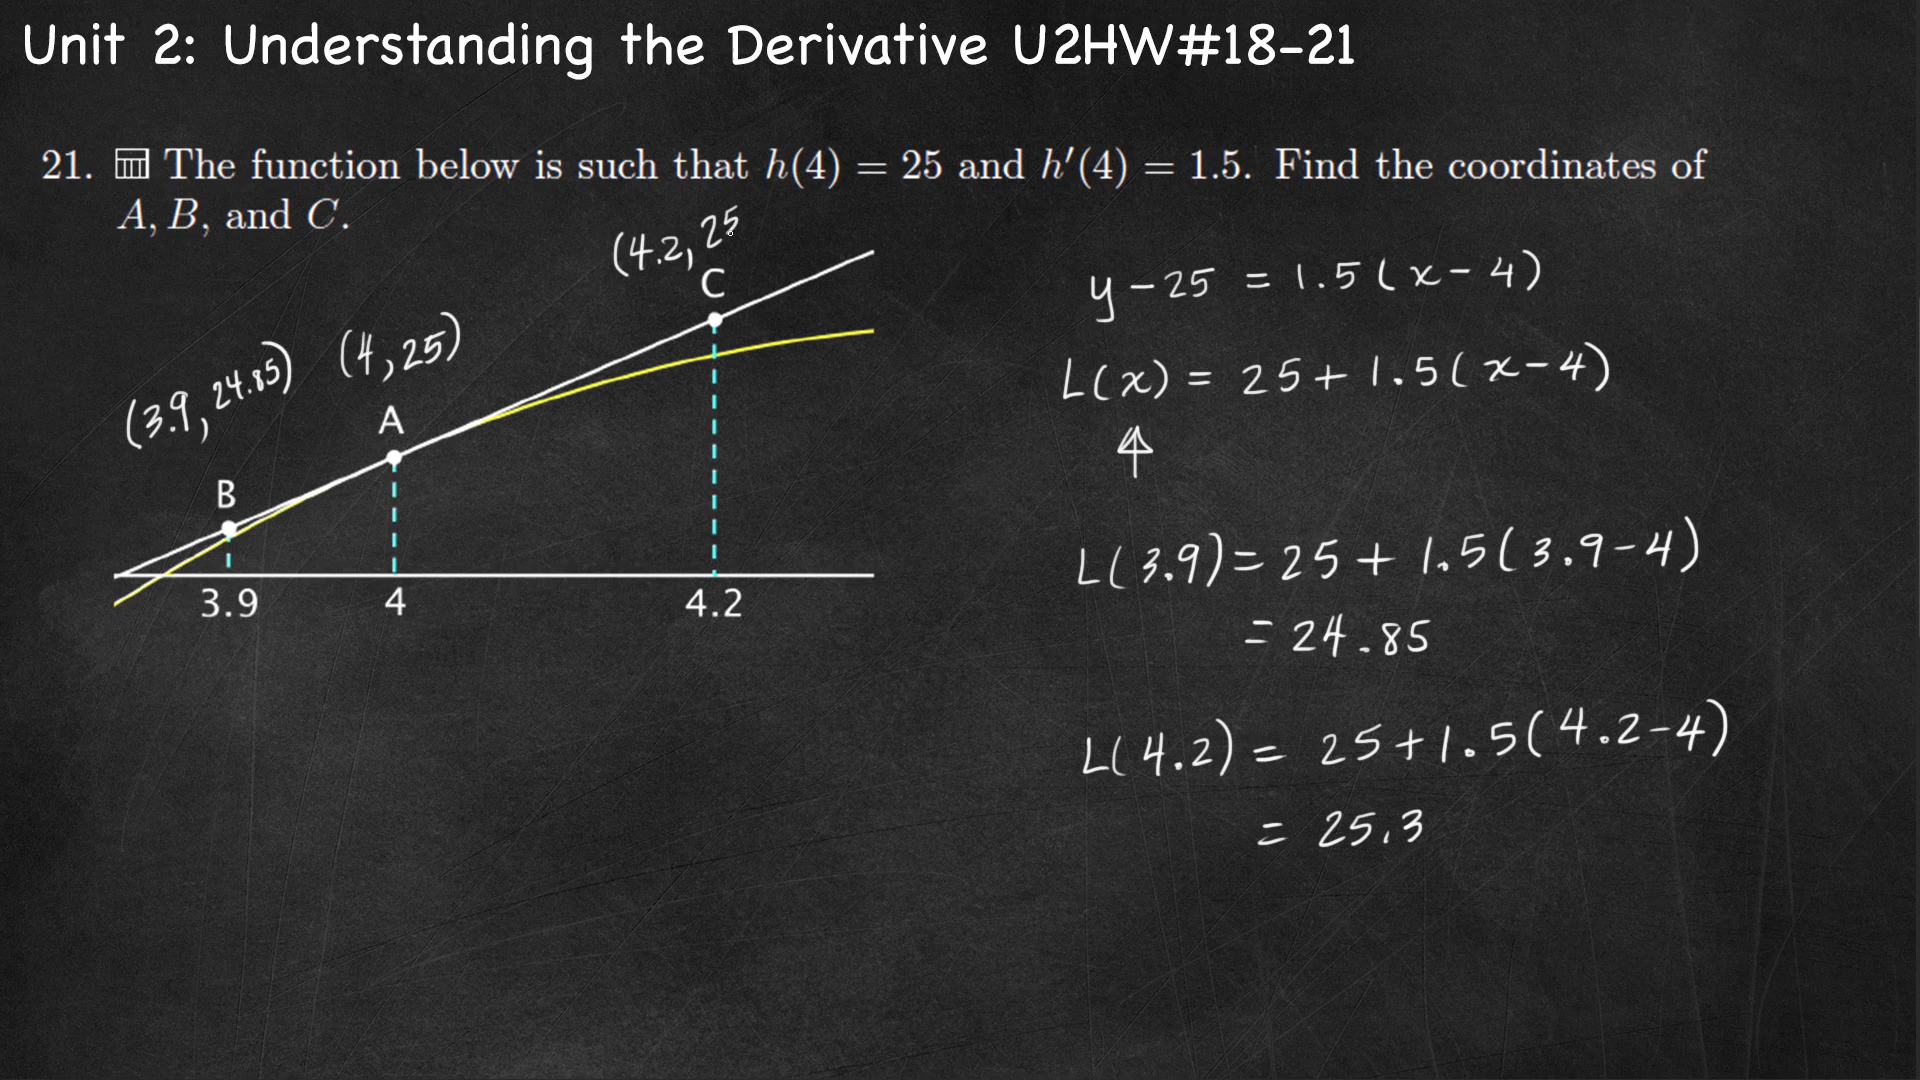 Unit 2: Understanding the Derivative U2HW#18-21
21. The function below is such that h(4) = 25 and h′(4) = 1.5. Find the coordinates of
A, B, and C.
(4.2, 25
C
(4,25)
(3.9, 24.85)
A
B
3.9 4 4.2
y - 25 = 1.5(x - 4)
L(x) = 25 + 1.5(x - 4)
L(3.9) = 25 + 1.5(3.9 - 4)
= 24.85
L(4.2) = 25 + 1.5(4.2 - 4)
= 25.3